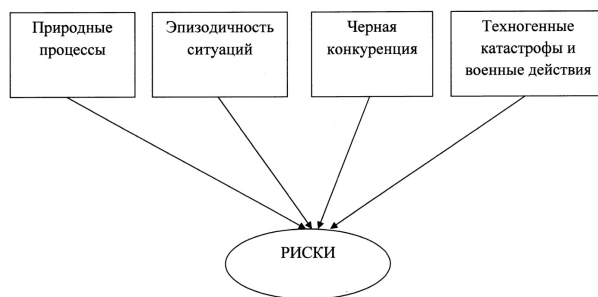 Природные
процессы
Эпизодичность
ситуаций
Черная
конкуренция
Техногенные
катастрофы и
военные действия
РИСКИ